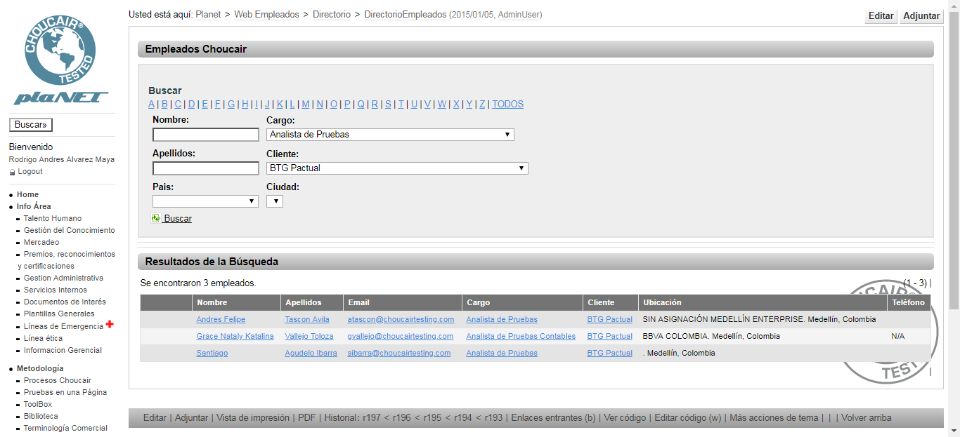 CHOUCAIR
TESTED
plaNET
Buscar»
Bienvenido
Rodrigo Andres Alvarez Maya
Logout
Home
Info Área
Talento Humano
Gestión del Conocimiento
Mercadeo
Premios, reconocimientos
y certificaciones
Gestion Administrativa
Servicios Internos
Documentos de Interés
Plantillas Generales
Líneas de Emergencia
Línea ética
Informacion Gerencial
Metodología
Procesos Choucair
Pruebas en una Página
ToolBox
Biblioteca
Terminología Comercial
Usted está aquí: Planet > Web Empleados > Directorio > DirectorioEmpleados (2015/01/05, AdminUser)
Editar Adjuntar
Empleados Choucair
Buscar
A | B | C | D | E | F | G | H | I | J | K | L | M | N | O | P | Q | R | S | T | U | V | W | X | Y | Z | TODOS
Nombre: Cargo:
Analista de Pruebas
Apellidos: Cliente:
BTG Pactual
Pais: Ciudad:
Buscar
Resultados de la Búsqueda
Se encontraron 3 empleados. (1 - 3) |
Nombre Apellidos Email Cargo Cliente Ubicación Teléfono
Andres Felipe Tascon Avila atascon@choucairtesting.com Analista de Pruebas BTG Pactual SIN ASIGNACIÓN MEDELLÍN ENTERPRISE. Medellín, Colombia
Grace Nataly Katalina Vallejo Toloza gvallejo@choucairtesting.com Analista de Pruebas Contables BTG Pactual BBVA COLOMBIA. Medellín, Colombia N/A
Santiago Agudelo Ibarra sibarra@choucairtesting.com Analista de Pruebas BTG Pactual . Medellín, Colombia
TESTED
Editar | Adjuntar | Vista de impresión | PDF | Historial: r197 < r196 < r195 < r194 < r193 | Enlaces entrantes (b) | Ver código | Editar código (w) | Más acciones de tema | | | Volver arriba